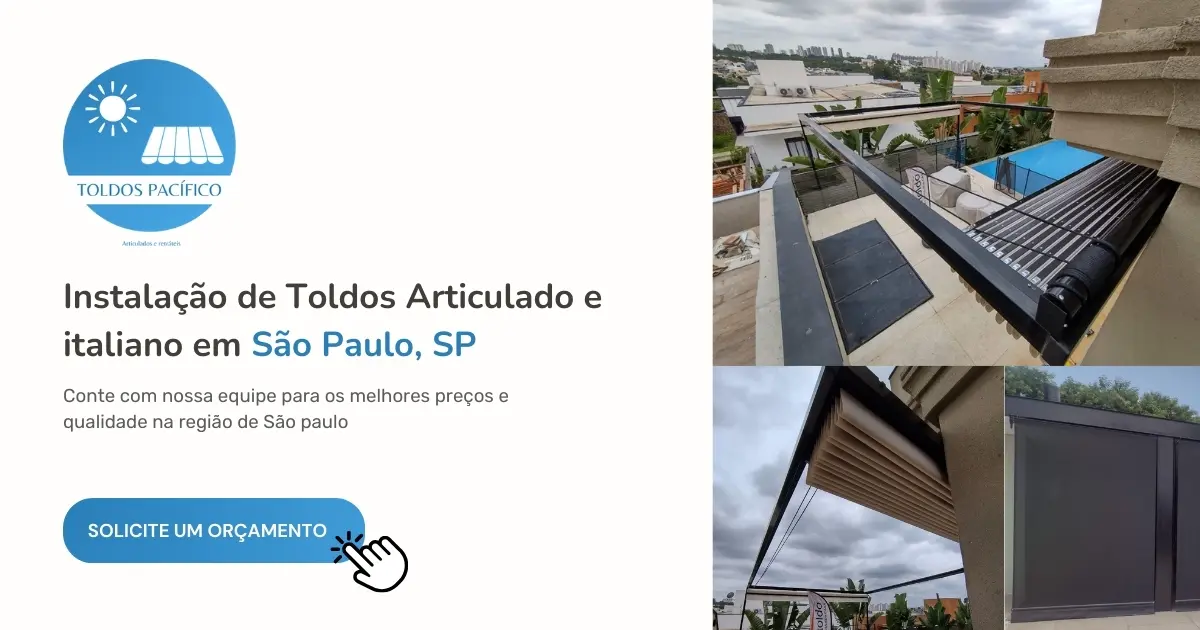 TOLDOS PACÍFICO
Articulados e retráteis
Instalação de Toldos Articulado e
italiano em São Paulo, SP
Conte com nossa equipe para os melhores preços e
qualidade na região de São paulo
SOLICITE UM ORÇAMENTO
toldo